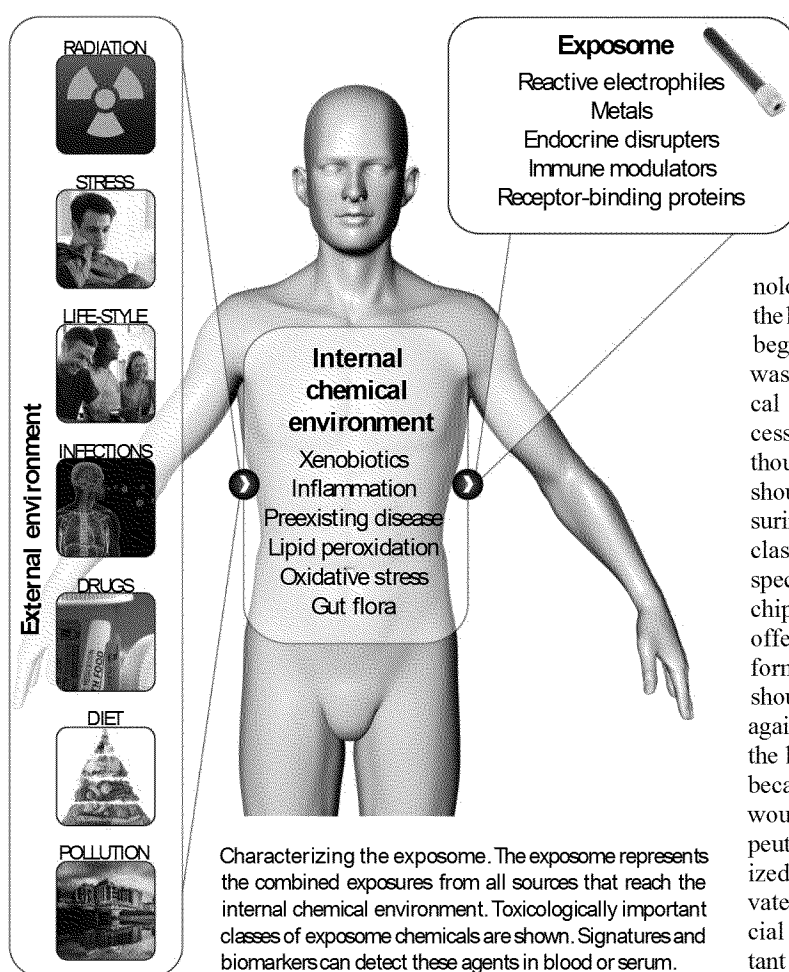 RADIATION
STRESS
LIFE-STYLE
INFECTIONS
DRUGS
DIET
POLLUTION
External environment
Internal
chemical
environment
Xenobiotics
Inflammation
Preexisting disease
Lipid peroxidation
Oxidative stress
Gut flora
Exposome
Reactive electrophiles
Metals
Endocrine disrupters
Immune modulators
Receptor-binding proteins
Characterizing the exposome. The exposome represents
the combined exposures from all sources that reach the
internal chemical environment. Toxicologically important
classes of exposome chemicals are shown. Signatures and
biomarkers can detect these agents in blood or serum.
nolo
the
beg
was
cal
cess
thou
shou
surin
clas
spec
chip
offe
form
shou
agai
the
beca
wou
peut
ized
vate
cial
tant